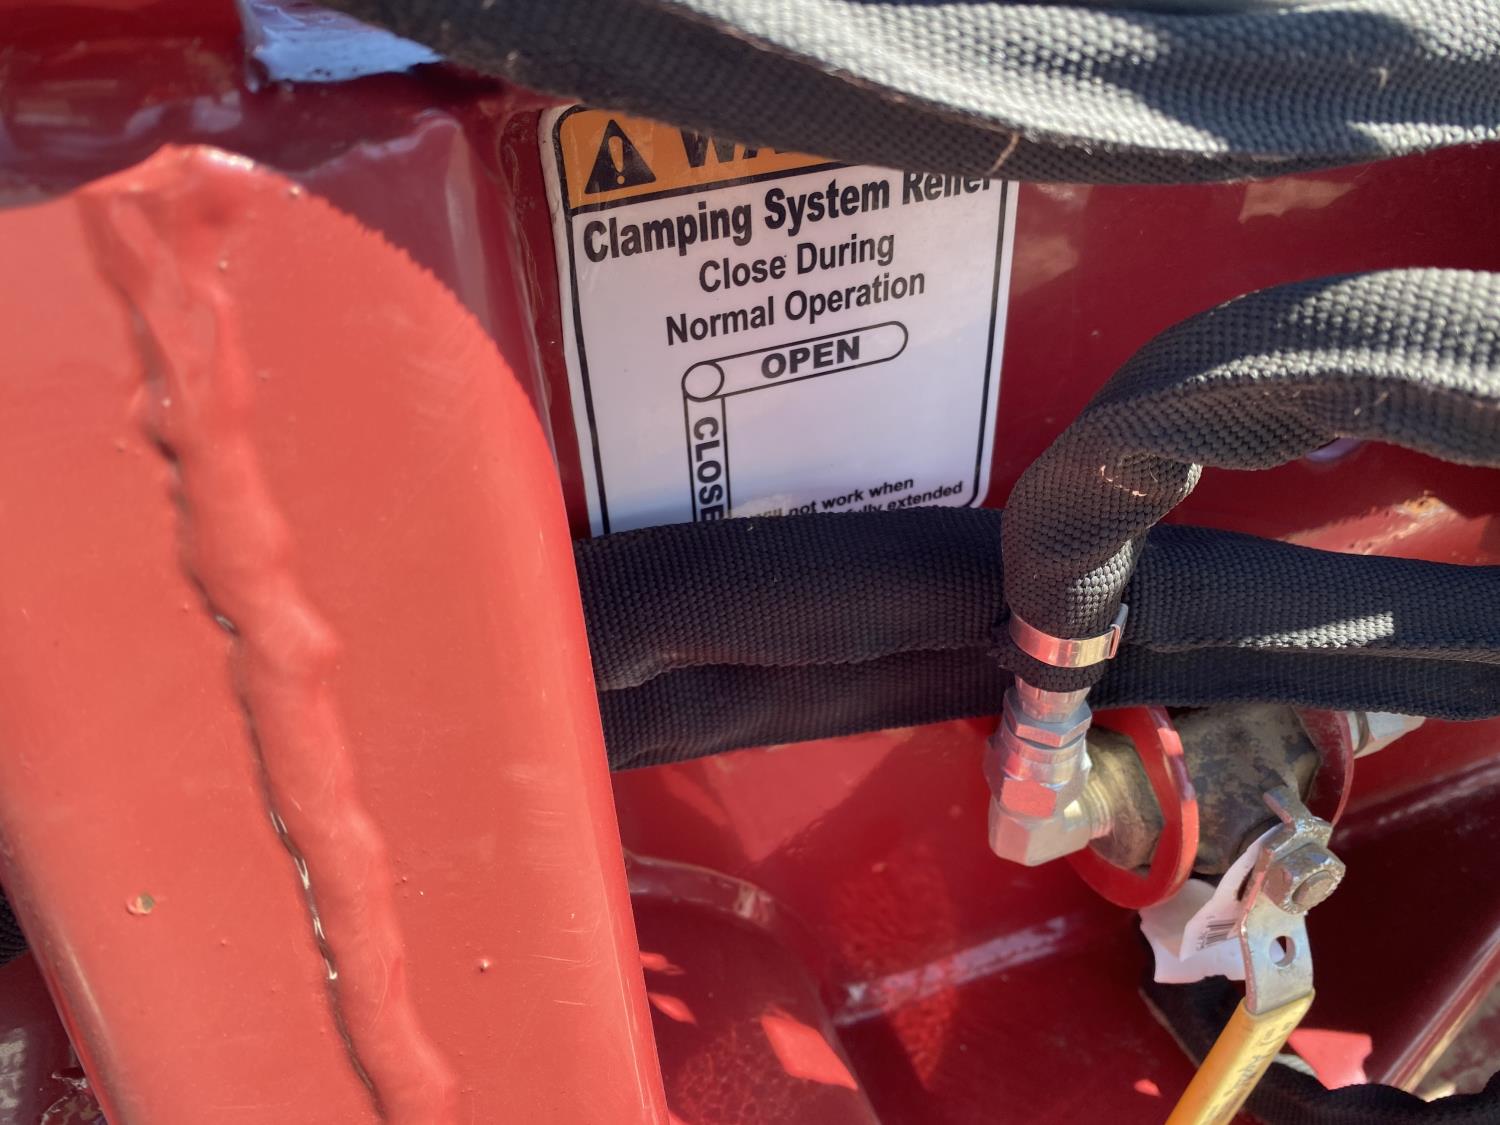 Clamping System Relief
Close During
Normal Operation
OPEN
CLOSE
not work when
extended